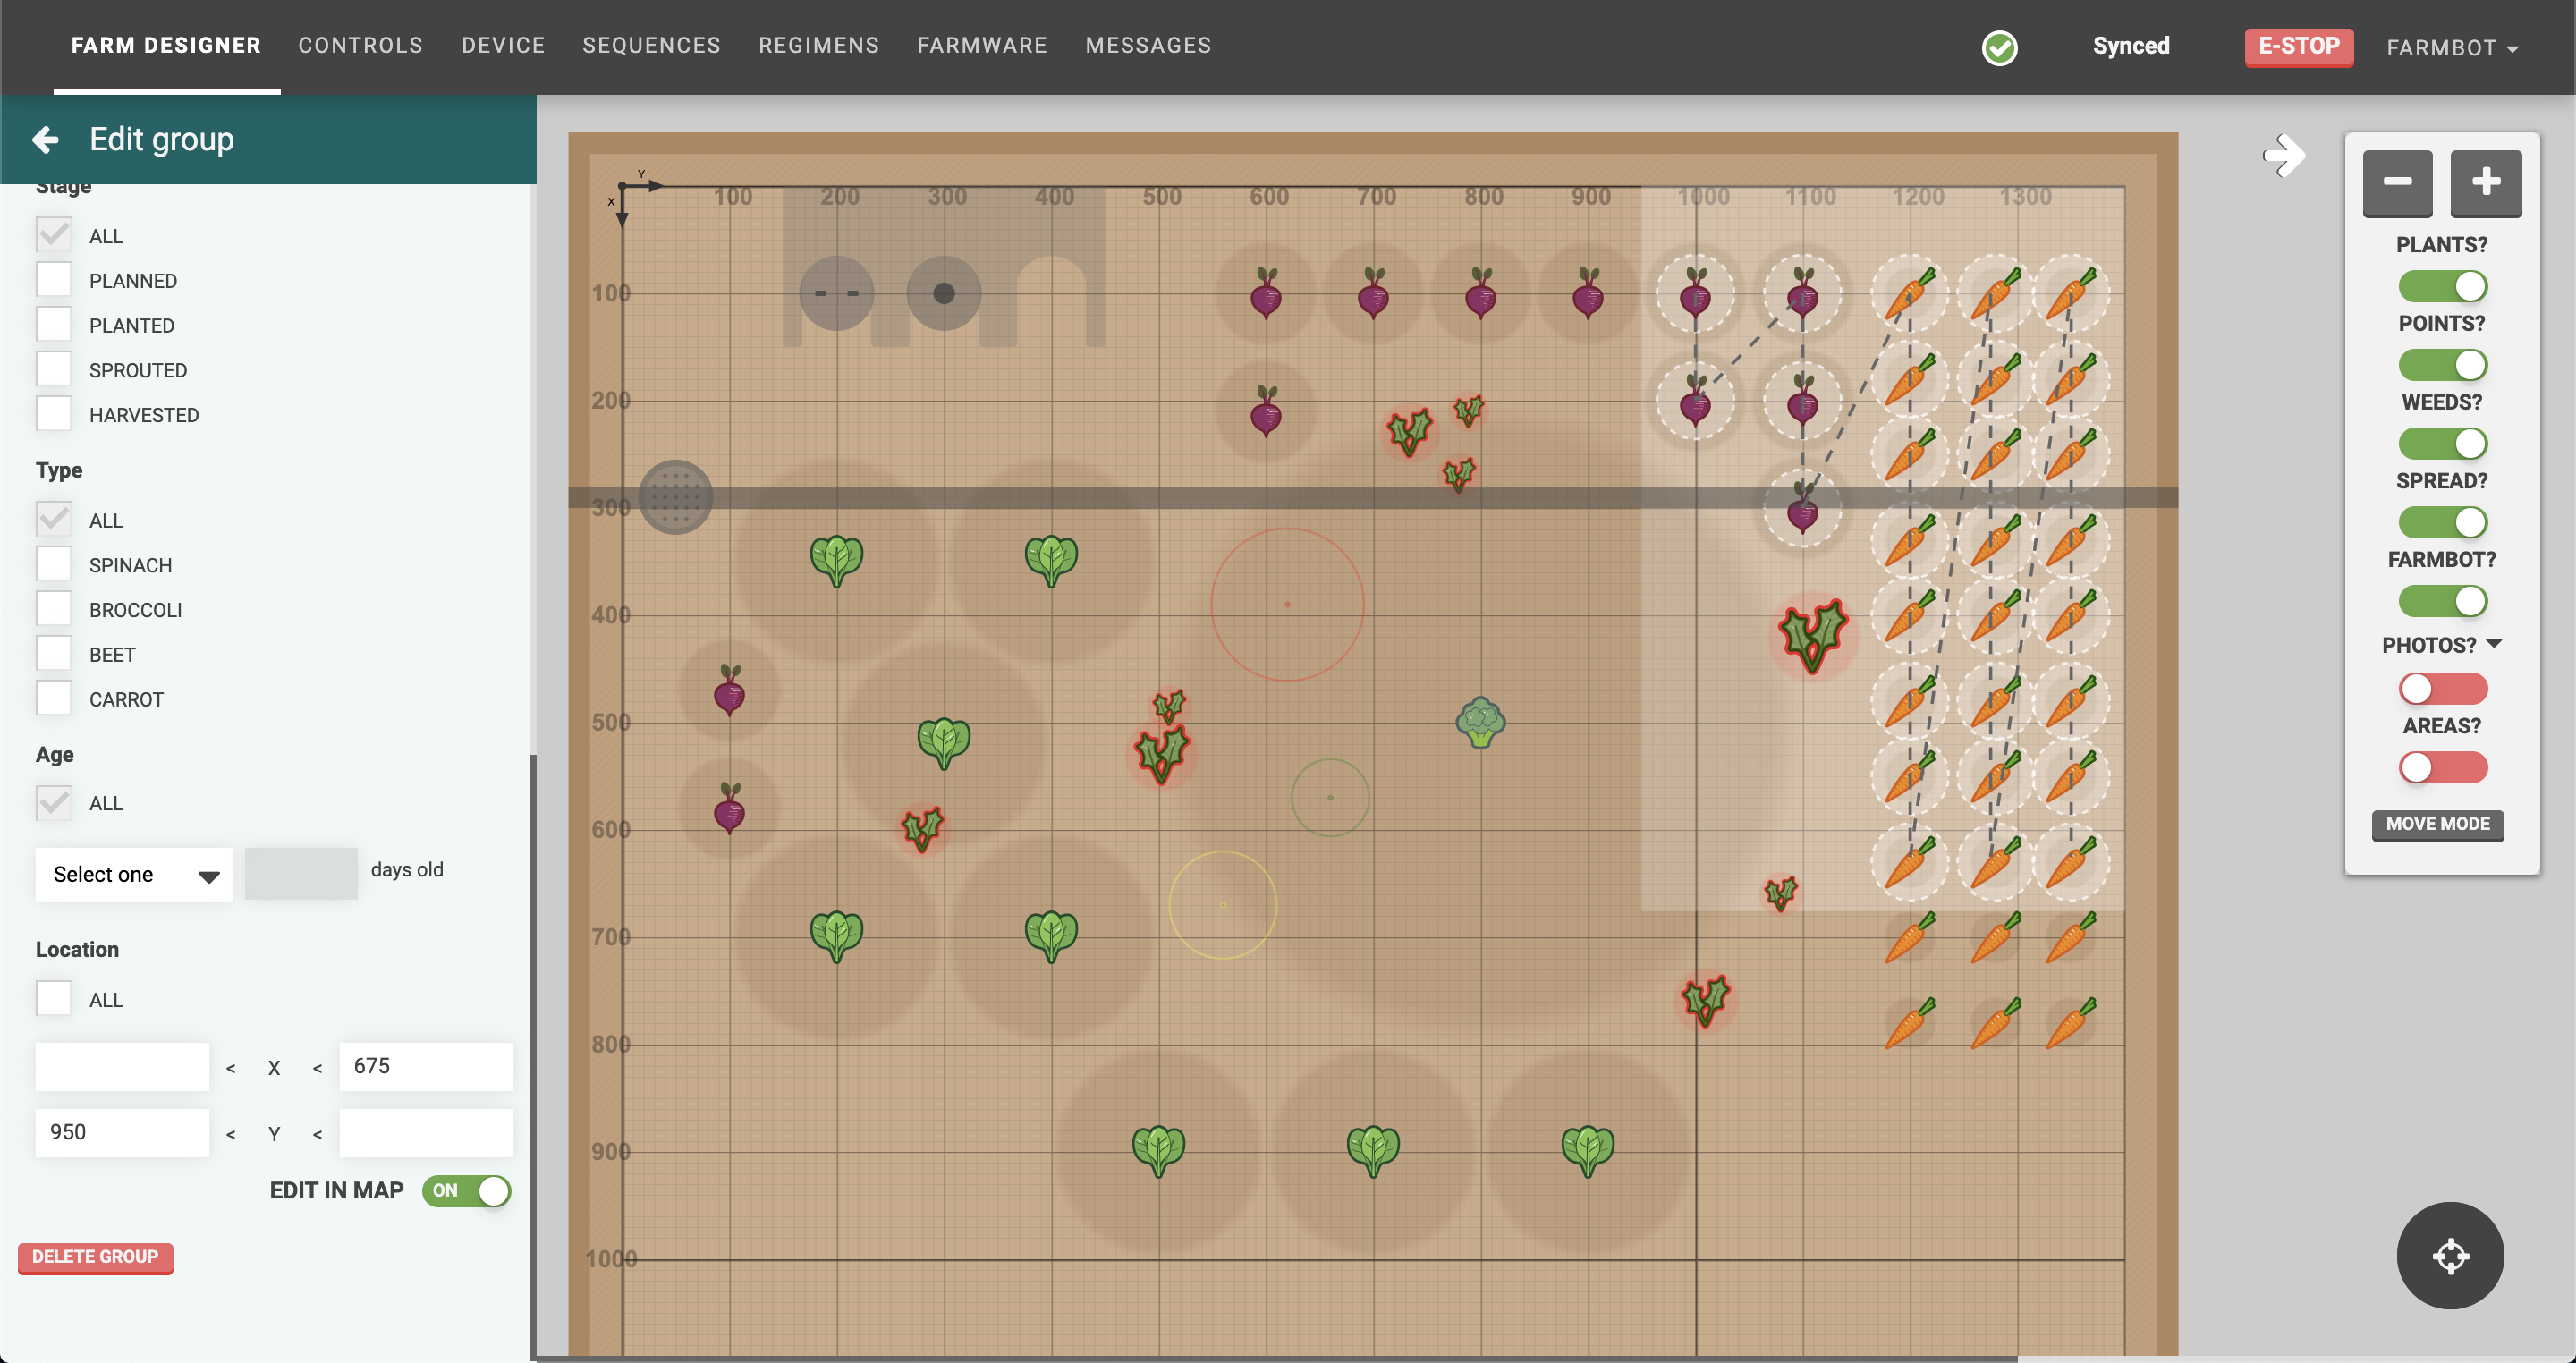 FARM DESIGNER CONTROLS DEVICE SEQUENCES REGIMENS FARMWARE MESSAGES Synced E-STOP FARMBOT
Edit group
Stage
ALL
PLANNED
PLANTED
SPROUTED
HARVESTED
Type
ALL
SPINACH
BROCCOLI
BEET
CARROT
Age
ALL
Select one days old
Location
ALL
< X < 675
950 < Y <
EDIT IN MAP ON
DELETE GROUP
Y
X
100 200 300 400 500 600 700 800 900 1000 1100 1200 1300
100
200
300
400
500
600
700
800
900
1000
PLANTS?
POINTS?
WEEDS?
SPREAD?
FARMBOT?
PHOTOS?
AREAS?
MOVE MODE